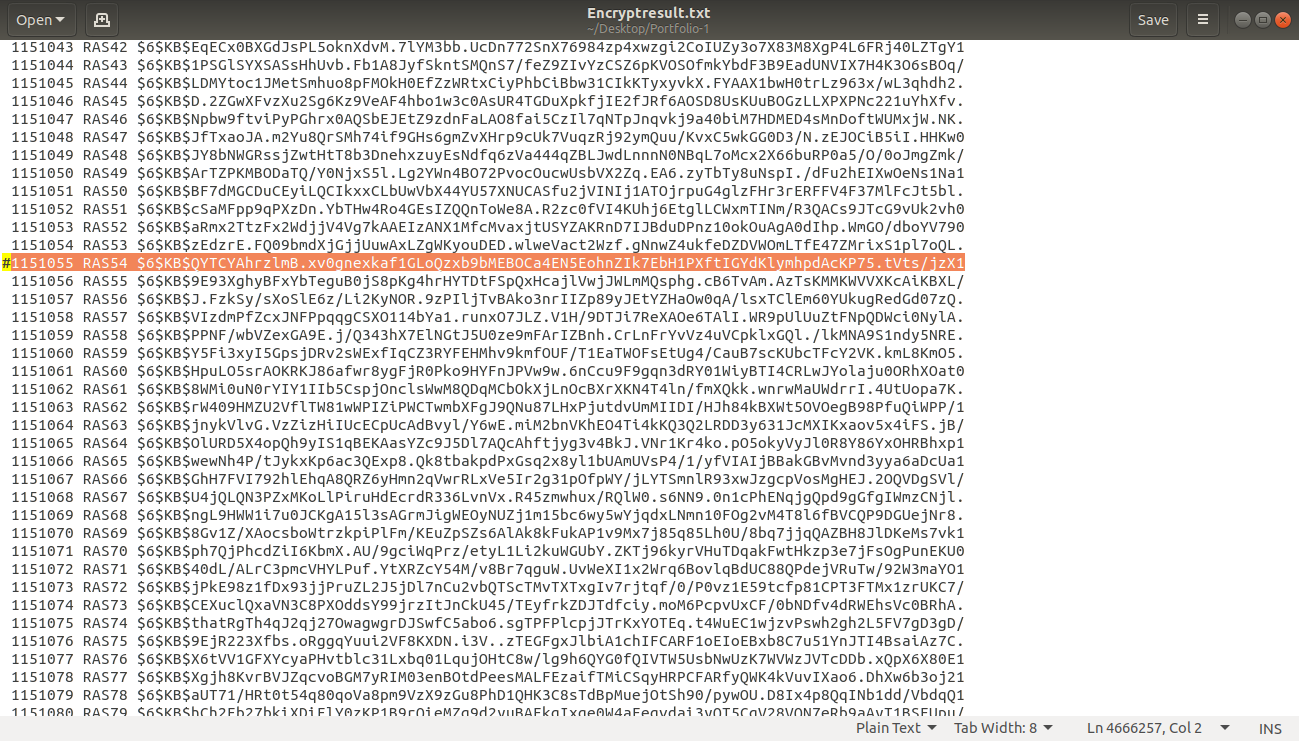 Open
Encryptresult.txt
~/Desktop/Portfolio-1
Save
1151043 RAS42 $6$KB$EqECx0BXGdJsPL5oknXdvM.7lYM3bb.UcDn772SnX76984zp4xwzgi2CoIUZy3o7X83M8XgP4L6FRj40LZTgY1
1151044 RAS43 $6$KB$1PSGlSYXSASsHhUvb.Fb1A8JyfSkntSMQnS7/feZ9ZIvYzCSZ6pKVOSOfmkYbdF3B9EadUNVIX7H4K3O6sBOq/
1151045 RAS44 $6$KB$LDMYtoc1JMetSmhuo8pFMOkH0EfZzWRtxCiyPhbCiBbw31CIkKTyxyvkX.FYAAX1bwH0trLz963x/wL3qhdh2.
1151046 RAS45 $6$KB$D.2ZGwXFvzXu2Sg6Kz9VeAF4hbo1w3c0AsUR4TGDuXpkfjIE2fJRf6AOSD8UsKUuBOGzLLXPXPNc221uYhXfv.
1151047 RAS46 $6$KB$Npbw9ftviPyPGhrx0AQSbEJEtZ9zdnFaLAO8fai5CzIl7qNTpJnqvkj9a40biM7HDMED4sMnDoftWUMxjW.NK.
1151048 RAS47 $6$KB$JfTxaoJA.m2Yu8QrSMh74if9GHs6gmZvXHrp9cUk7VuqzRj92ymQuu/KvxC5wkGG0D3/N.zEJOCiB5iI.HHKw0
1151049 RAS48 $6$KB$JY8bNWGRssjZwtHtT8b3DnehxzuyEsNdfq6zVa444qZBLJwdLnnnN0NBqL7oMcx2X66buRP0a5/O/0oJmgZmk/
1151050 RAS49 $6$KB$ArTZPKMBODaTQ/Y0NjxS5l.Lg2YWn4BO72PvocOucwUsbVX2Zq.EA6.zyTbTy8uNspI./dFu2hEIXwOeNs1Na1
1151051 RAS50 $6$KB$BF7dMGCDuCEyiLQCIkxxCLbUwVbX44YU57XNUCASfu2jVINIj1ATOjrpuG4glzFHr3rERFFV4F37MlFcJt5bl.
1151052 RAS51 $6$KB$cSaMFpp9qPXzDn.YbTHw4Ro4GEsIZQQnToWe8A.R2zc0fVI4KUhj6EtglLCWxmTINm/R3QACs9JTcG9vUk2vh0
1151053 RAS52 $6$KB$aRmx2TtzFx2WdjjV4Vg7kAAEIzANX1MfcMvaxjtUSYZAKRnD7IJBduDPnz10okOuAgA0dIhp.WmGO/dboYV790
1151054 RAS53 $6$KB$zEdzrE.FQ09bmdXjGjjUuwAxLZgWKyouDED.wlweVact2Wzf.gNnwZ4ukfeDZDVWOmLTfE47ZMrixS1pl7oQL.
#1151055 RAS54 $6$KB$QYTCYAhrzlmB.xv0gnexkaf1GLoQzxb9bMEBOCa4EN5EohnZIk7EbH1PXftIGYdKlymhpdAcKP75.tVts/jzX1
1151056 RAS55 $6$KB$9E93XghyBFxYbTeguB0jS8pKg4hrHYTDtFSpQxHcajlVwjJWLmMQsphg.cB6TvAm.AzTsKMMKWVVXKcAiKBXL/
1151057 RAS56 $6$KB$J.FzkSy/sXoSlE6z/Li2KyNOR.9zPIljTvBAko3nrIIZp89yJEtYZHaOw0qA/lsxTClEm60YUkugRedGd07zQ.
1151058 RAS57 $6$KB$VIzdmPfZcxJNFPpqqgCSXO114bYa1.runxO7JLZ.V1H/9DTJi7ReXAOe6TAlI.WR9pUlUuZtFNpQDWci0NylA.
1151059 RAS58 $6$KB$PPNF/wbVZexGA9E.j/Q343hX7ElNGtJ5U0ze9mFArIZBnh.CrLnFrYvVz4uVCpklxGQl./lkMNA9S1ndy5NRE.
1151060 RAS59 $6$KB$Y5Fi3xyI5GpsjDRv2sWExfIqCZ3RYFEHMhv9kmfOUF/T1EaTWOFsEtUg4/CauB7scKUbcTFcY2VK.kmL8KmO5.
1151061 RAS60 $6$KB$HpuLO5srAOKRKJ86afwr8ygFjR0Pko9HYFnJPVw9w.6nCcu9F9gqn3dRY01WiyBTI4CRLwJYolaju0ORhXOat0
1151062 RAS61 $6$KB$8WMi0uN0rYIY1IIb5CspjOnclsWwM8QDqMCbOkXjLnOcBXrXKN4T4ln/fmXQkk.wnrwMaUWdrrI.4UtUopa7K.
1151063 RAS62 $6$KB$rW409HMZU2VflTW81wWPIZiPWCTwmbXFgJ9QNu87LHxPjutdvUmMIIDI/HJh84kBXWt5OVOegB98PfuQiWPP/1
1151064 RAS63 $6$KB$jnykVlvG.VzZizHiIUcECpUcAdBvyl/Y6wE.miM2bnVKhEO4Ti4kKQ3Q2LRDD3y631JcMXIKxaov5x4iFS.jB/
1151065 RAS64 $6$KB$OlURD5X4opQh9yIS1qBEKAasYZc9J5Dl7AQcAhftjyg3v4BkJ.VNr1Kr4ko.pO5okyVyJl0R8Y86YxOHRBhxp1
1151066 RAS65 $6$KB$wewNh4P/tJykxKp6ac3QExp8.Qk8tbakpdPxGsq2x8yl1bUAmUVsP4/1/yfVIAIjBBakGBvMvnd3yya6aDcUa1
1151067 RAS66 $6$KB$GhH7FVI792hlEhqA8QRZ6yHmn2qVwrRLxVe5Ir2g31pOfpWY/jLYTSmnlR93xwJzgcpVosMgHEJ.2OQVDgSVl/
1151068 RAS67 $6$KB$U4jQLQN3PZxMKoLlPiruHdEcrdR336LvnVx.R45zmwhux/RQlW0.s6NN9.0n1cPhENqjgQpd9gGfgIWmzCNjl.
1151069 RAS68 $6$KB$ngL9HWW1i7u0JCKgA15l3sAGrmJigWEOyNUZj1m15bc6wy5wYjqdxLNmn10FOg2vM4T8l6fBVCQP9DGUejNr8.
1151070 RAS69 $6$KB$8Gv1Z/XAocsboWtrzkpiPlFm/KEuZpSZs6AlAk8kFukAP1v9Mx7j85q85Lh0U/8bq7jjqQAZBH8JlDKeMs7vk1
1151071 RAS70 $6$KB$ph7QjPhcdZiI6KbmX.AU/9gciWqPrz/etyL1Li2kuWGUbY.ZKTj96kyrVHuTDqakFwtHkzp3e7jFsOgPunEKU0
1151072 RAS71 $6$KB$40dL/ALrC3pmcVHYLPuf.YtXRZcY54M/v8Br7qguW.UvWeXI1x2Wrq6BovlqBdUC88QPdejVRuTw/92W3maYO1
1151073 RAS72 $6$KB$jPkE98z1fDx93jjPruZL2J5jDl7nCu2vbQTScTMvTXTxgIv7rjtqf/0/P0vz1E59tcfp81CPT3FTMx1zrUKC7/
1151074 RAS73 $6$KB$CEXuclQxaVN3C8PXOddsY99jrzItJnCkU45/TEyfrkZDJTdfciy.moM6PcpvUxCF/0bNDfv4dRWEhsVc0BRhA.
1151075 RAS74 $6$KB$thatRgTh4qJ2qj27OwagwgrDJSwfC5abo6.sgTPFPlcpjJTrKxYOTEq.t4WuEC1wjzvPswh2gh2L5FV7gD3gD/
1151076 RAS75 $6$KB$9EjR223Xfbs.oRgqqYuui2VF8KXDN.i3V..zTEGFgxJlbiA1chIFCARF1oEIoEBxb8C7u51YnJTI4BsaiAz7C.
1151077 RAS76 $6$KB$X6tVV1GFXYcyaPHvtblc31Lxbq01LqujOHtC8w/lg9h6QYG0fQIVTW5UsbNwUzK7WVWzJVTcDDb.xQpX6X80E1
1151078 RAS77 $6$KB$Xgjh8KvrBVJZqcvoBGM7yRIM03enBOtdPeesMALFEzaifTMiCSqyHRPCFARfyQWK4kVuvIXao6.DhXw6b3oj21
1151079 RAS78 $6$KB$aUT71/HRt0t54q80qoVa8pm9VzX9zGu8PhD1QHK3C8sTdBpMuejOtSh90/pywOU.D8Ix4p8QqINb1dd/VbdqQ1
1151080 RAS79
Plain Text
Tab Width: 8
Ln 4666257, Col 2
INS